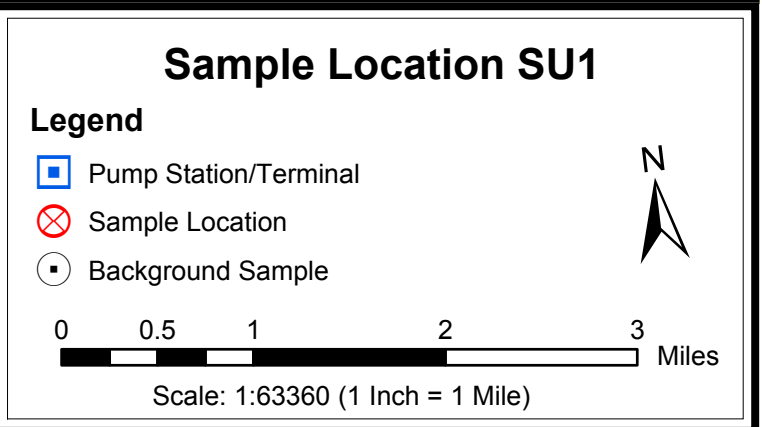 Sample Location SU1
Legend
N
Pump Station/Terminal
Sample Location
Background Sample
0 0.5 1 2 3
Miles
Scale: 1:63360 (1 Inch = 1 Mile)